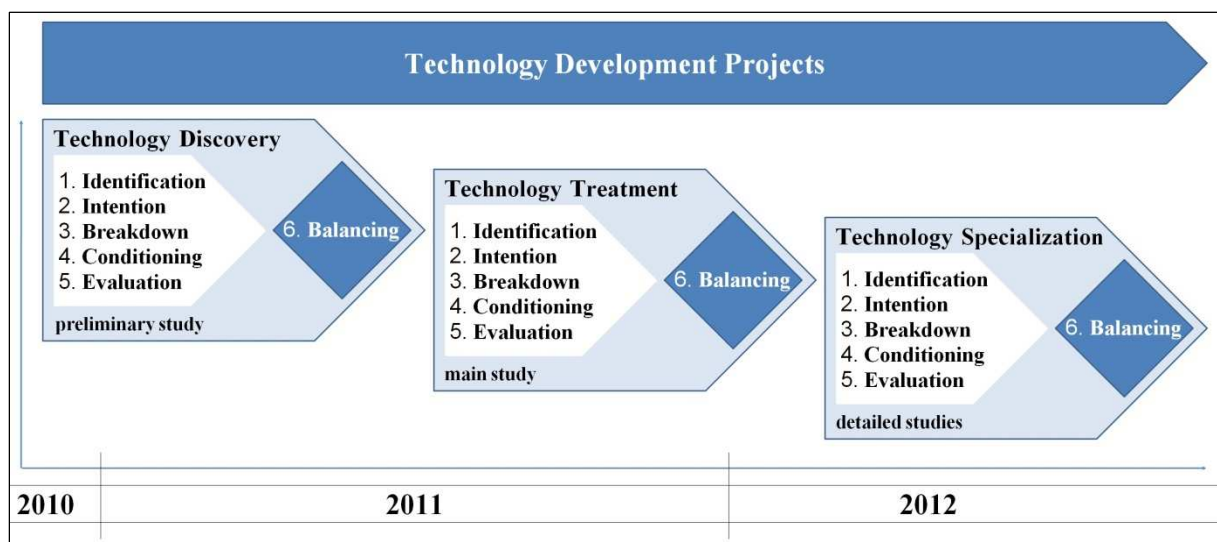 Technology Development Projects
Technology Discovery
1. Identification
2. Intention
3. Breakdown
4. Conditioning
5. Evaluation
6. Balancing
preliminary study
Technology Treatment
1. Identification
2. Intention
3. Breakdown
4. Conditioning
5. Evaluation
6. Balancing
main study
Technology Specialization
1. Identification
2. Intention
3. Breakdown
4. Conditioning
5. Evaluation
6. Balancing
detailed studies
2010 2011 2012